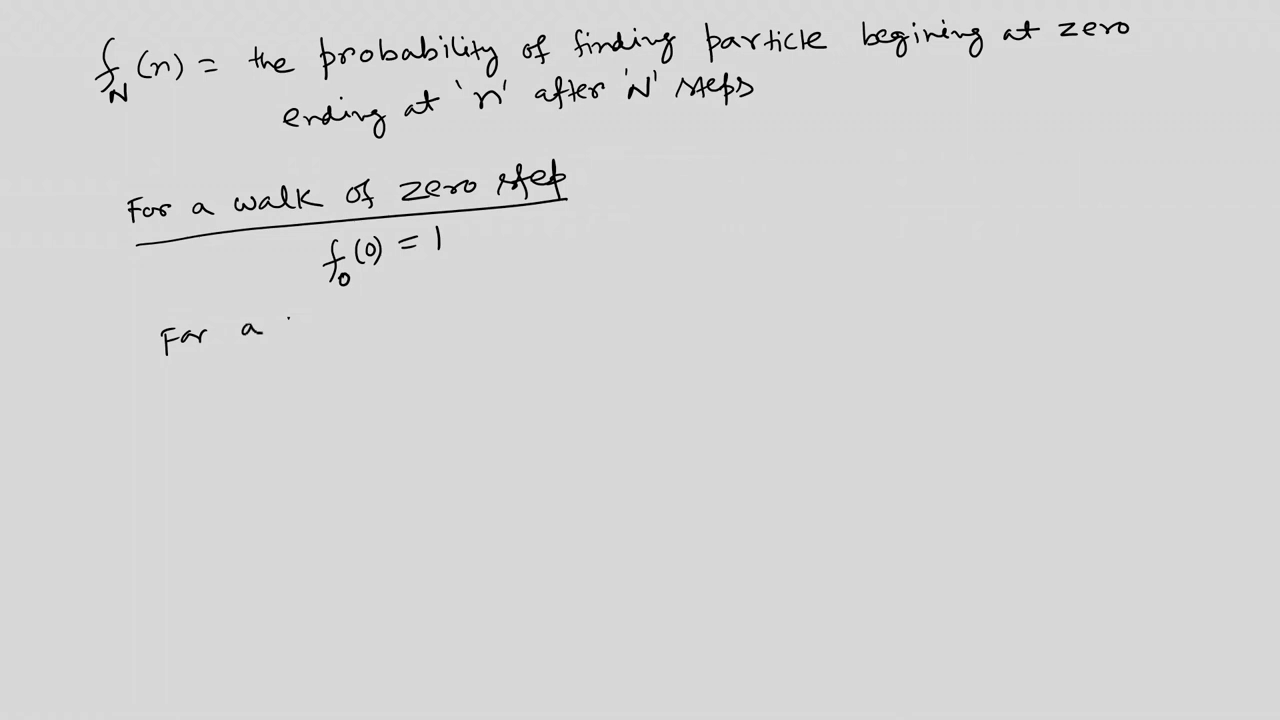 f_N (n) = the probability of finding particle begining at zero
ending at 'n' after 'N' steps
For a walk of zero step
f_0 (0) = 1
For a